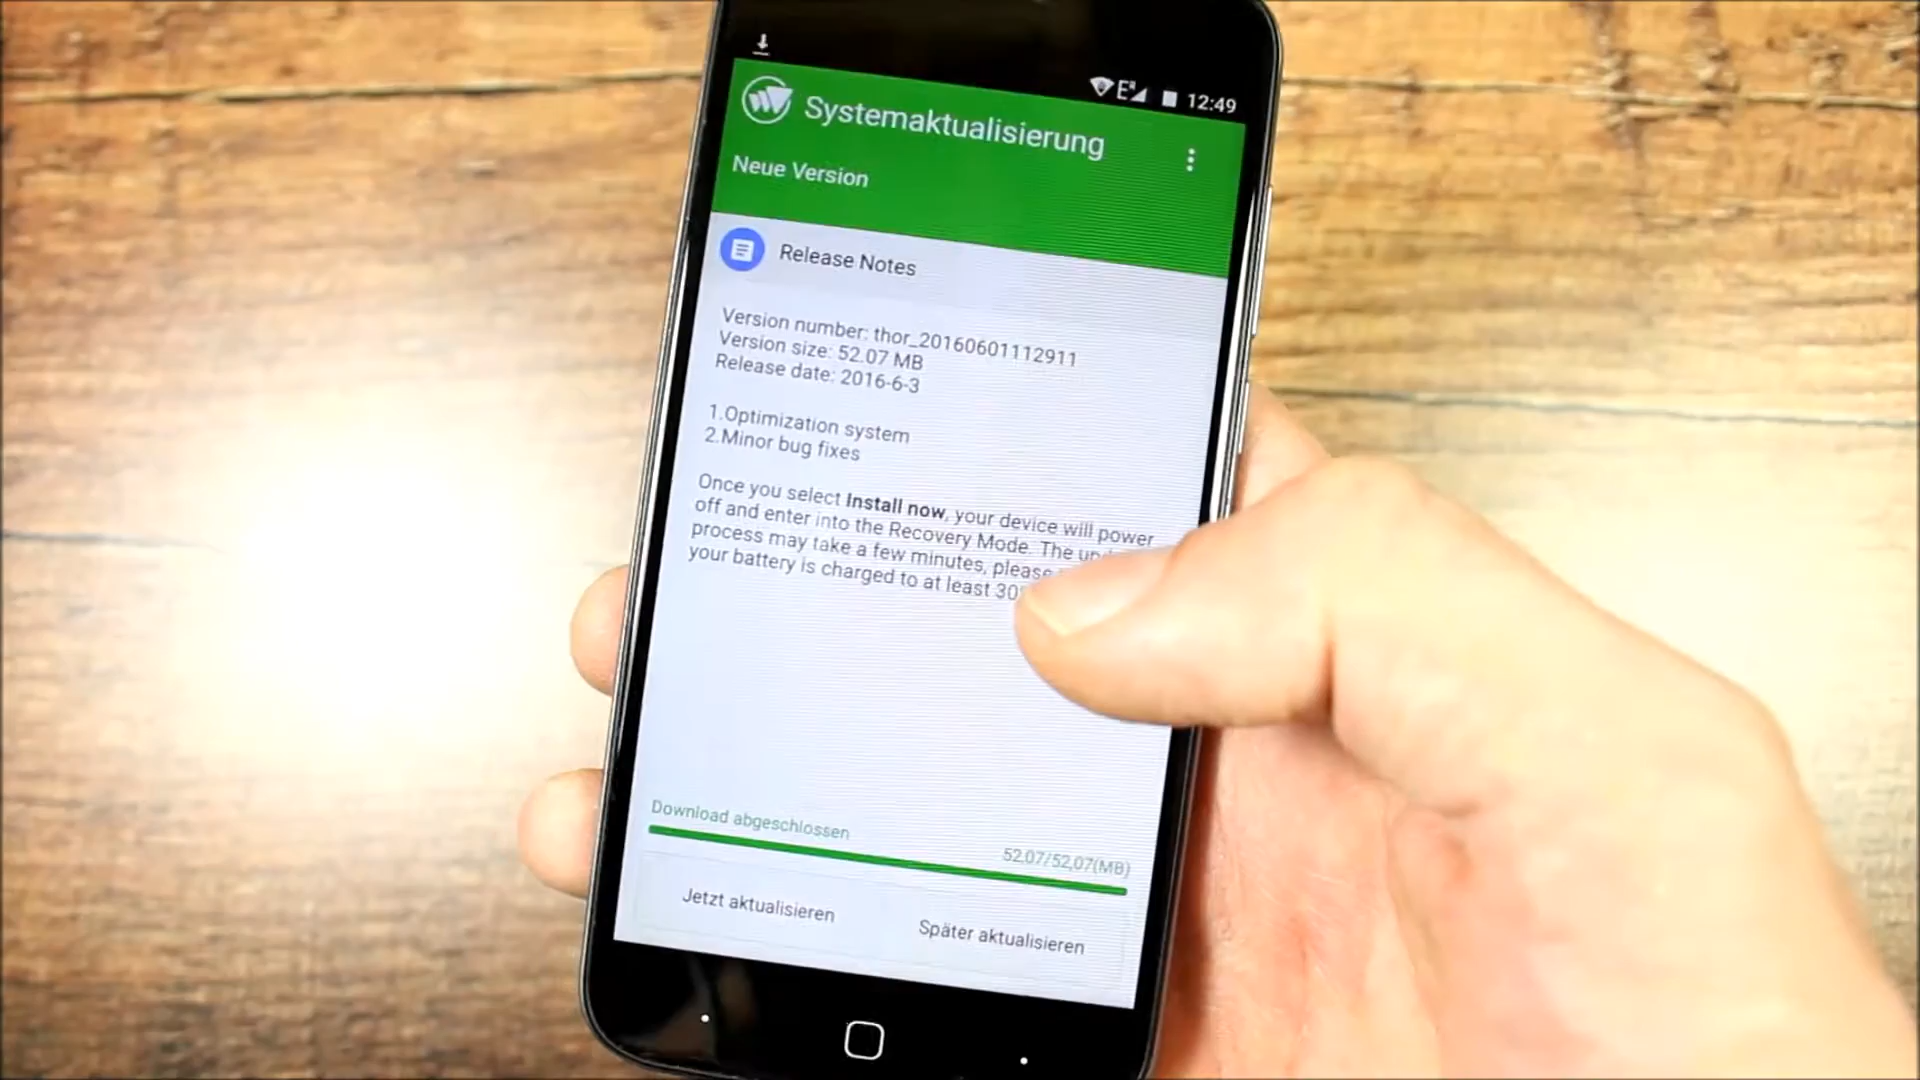 12:49
Systemaktualisierung
Neue Version
Release Notes
Version number: thor_20160601112911
Version size: 52.07 MB
Release date: 2016-6-3
1.Optimization system
2.Minor bug fixes
Once you select Install now, your device will power
off and enter into the Recovery Mode. The
process may take a few minutes, please
your battery is charged to at least 30
Download abgeschlossen
52,07/52,07(MB)
Jetzt aktualisieren
Später aktualisieren